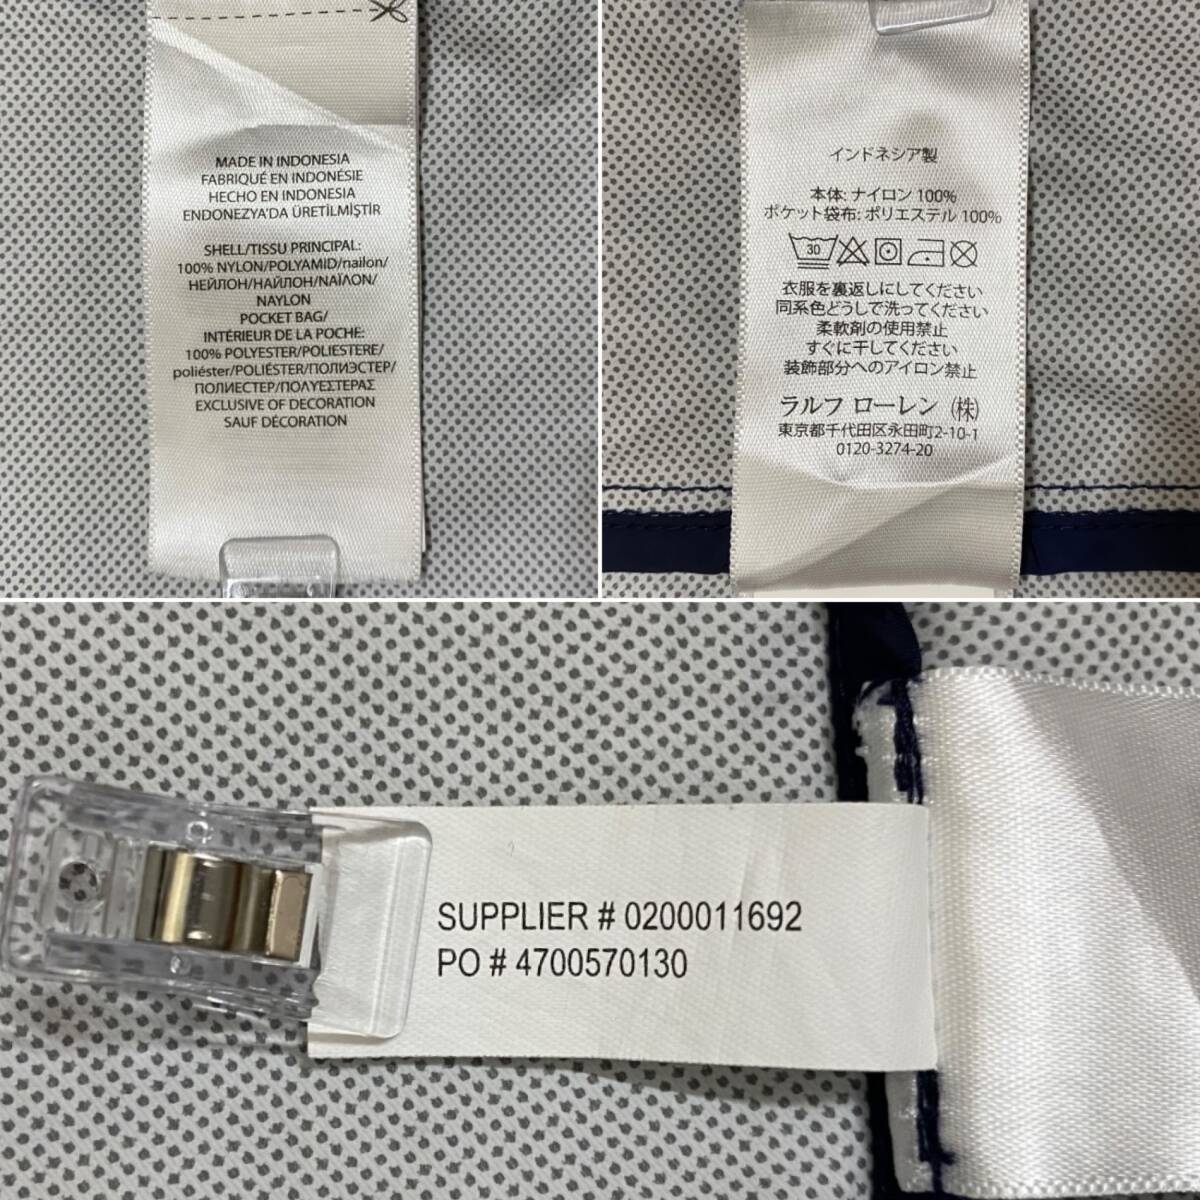 MADE IN INDONESIA
FABRIQUÉ EN INDONÉSIE
HECHO EN INDONESIA
ENDONEZYA'DA ÜRETİLMİŞTİR
SHELL/TISSU PRINCIPAL:
100% NYLON/POLYAMID/nailon/
НЕЙЛОН/НАЙЛОН/ΝΑΪΛΟΝ/
NAYLON
POCKET BAG/
INTÉRIEUR DE LA POCHE:
100% POLYESTER/POLIESTERE/
poliéster/POLIÉSTER/ПОЛИЭСТЕР/
ПОЛИЕСТЕР/ΠΟΛΥΕΣΤΕΡΑΣ
EXCLUSIVE OF DECORATION
SAUF DÉCORATION
インドネシア製
本体: ナイロン 100%
ポケット袋布: ポリエステル 100%
30
衣服を裏返しにしてください
同系色どうしで洗ってください
柔軟剤の使用禁止
すぐに干してください
装飾部分へのアイロン禁止
ラルフ ローレン (株)
東京都千代田区永田町2-10-1
0120-3274-20
SUPPLIER # 0200011692
PO # 4700570130